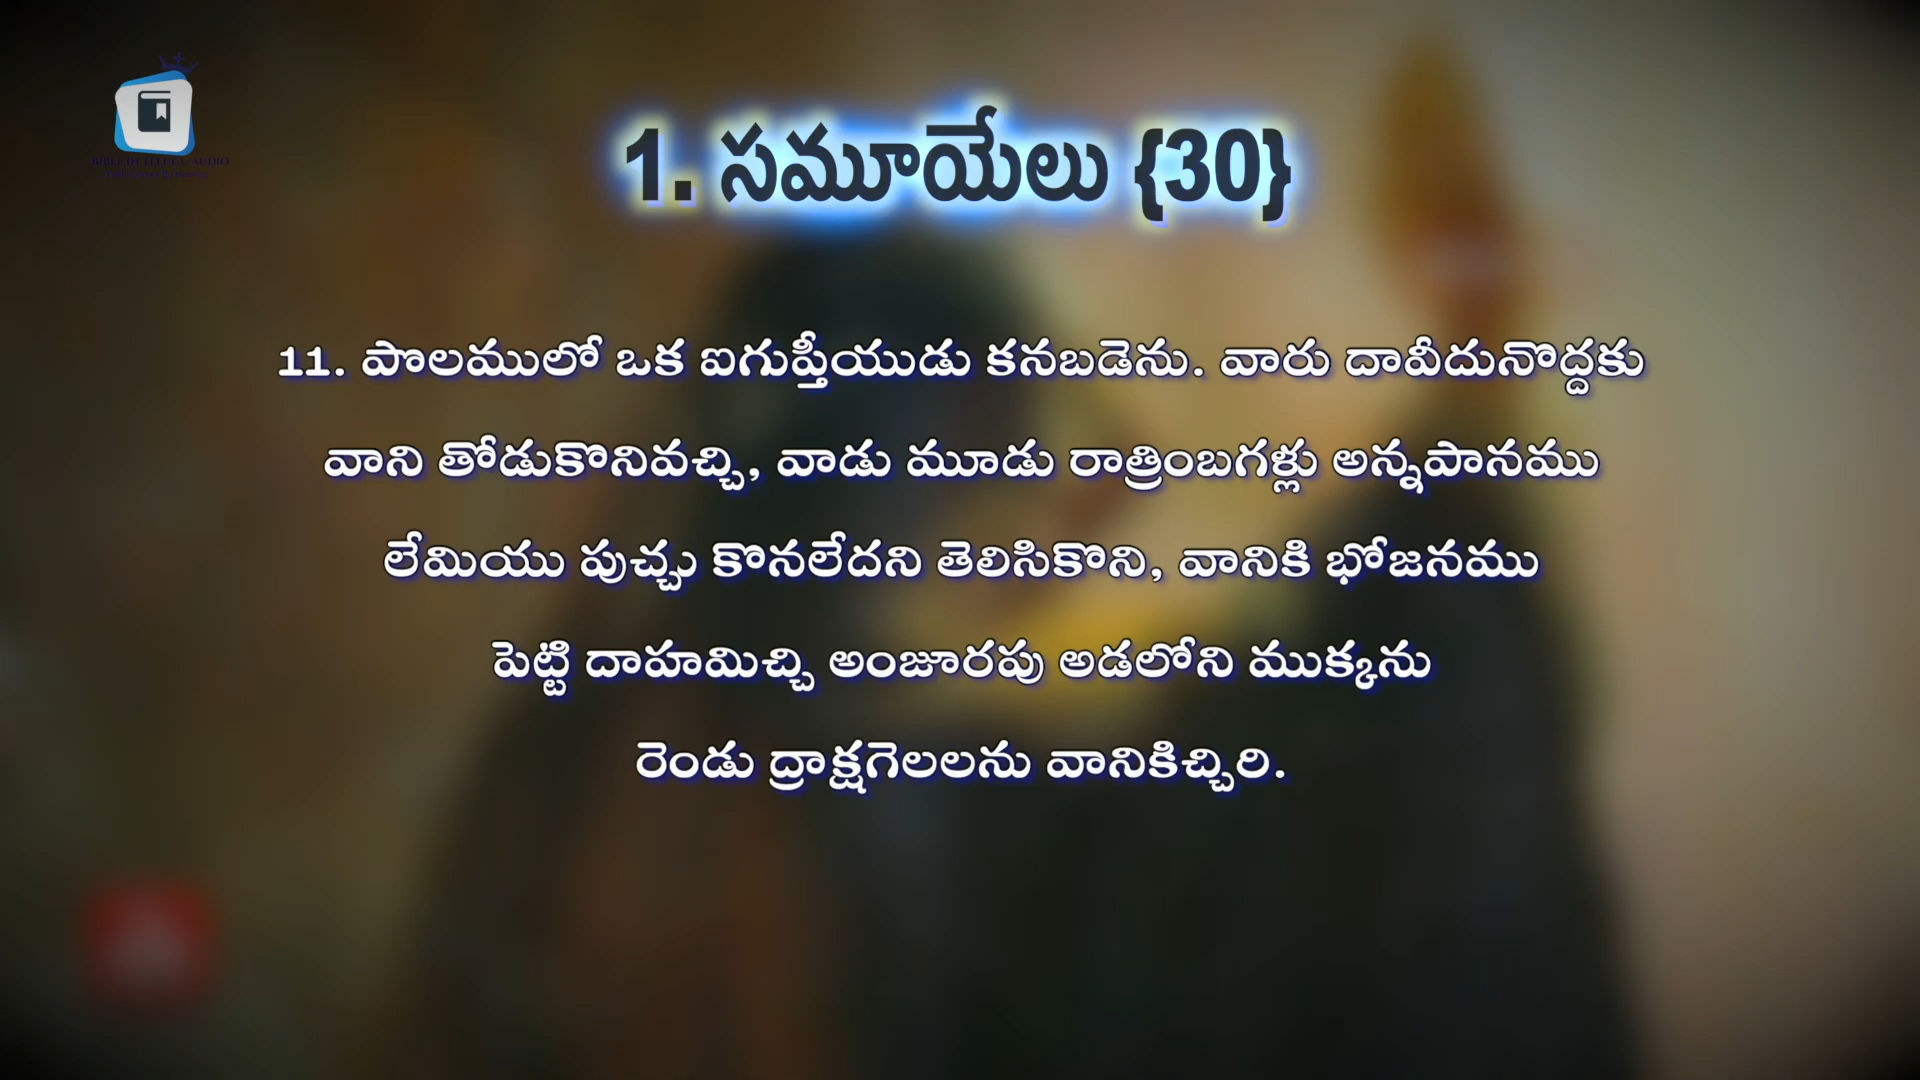 1. సమూయేలు {30}
11. పొలములో ఒక ఐగుప్తీయుడు కనబడెను. వారు దావీదునొద్దకు
వాని తోడుకొనివచ్చి, వాడు మూడు రాత్రింబగళ్లు అన్నపానము
లేమియు పుచ్చు కొనలేదని తెలిసికొని, వానికి భోజనము
పెట్టి దాహమిచ్చి అంజూరపు అడలోని ముక్కను
రెండు ద్రాక్షగెలలను వానికిచ్చిరి.